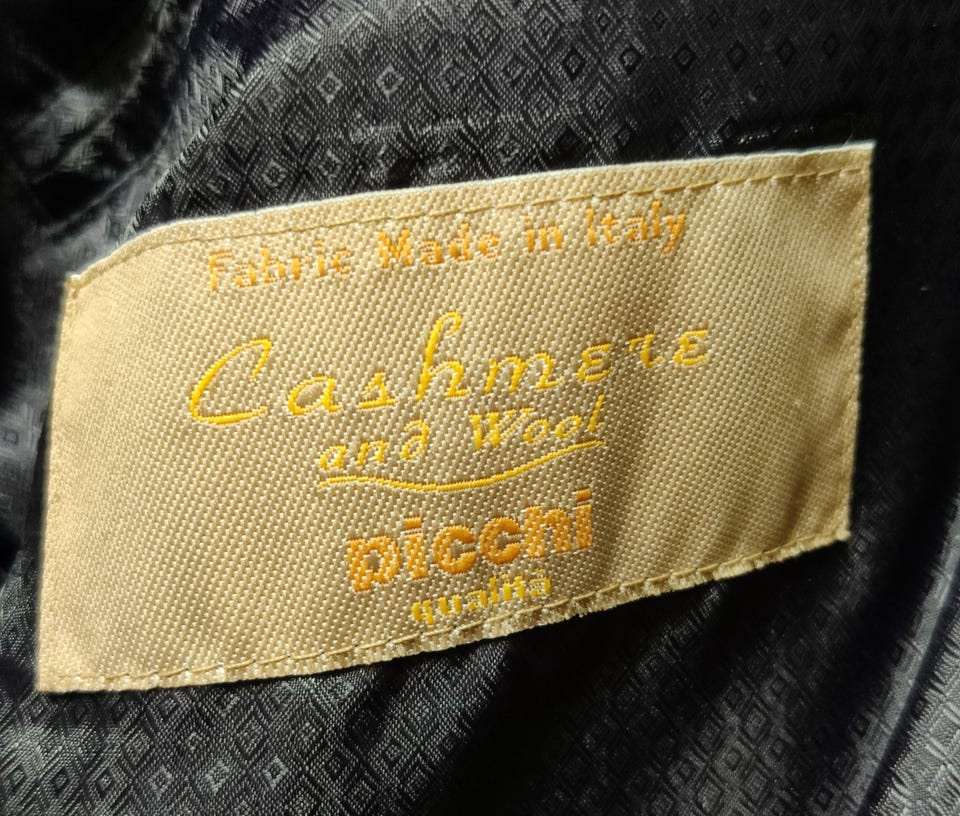 Fabric Made in Italy
Cashmere
and Wool
picchi
qualità